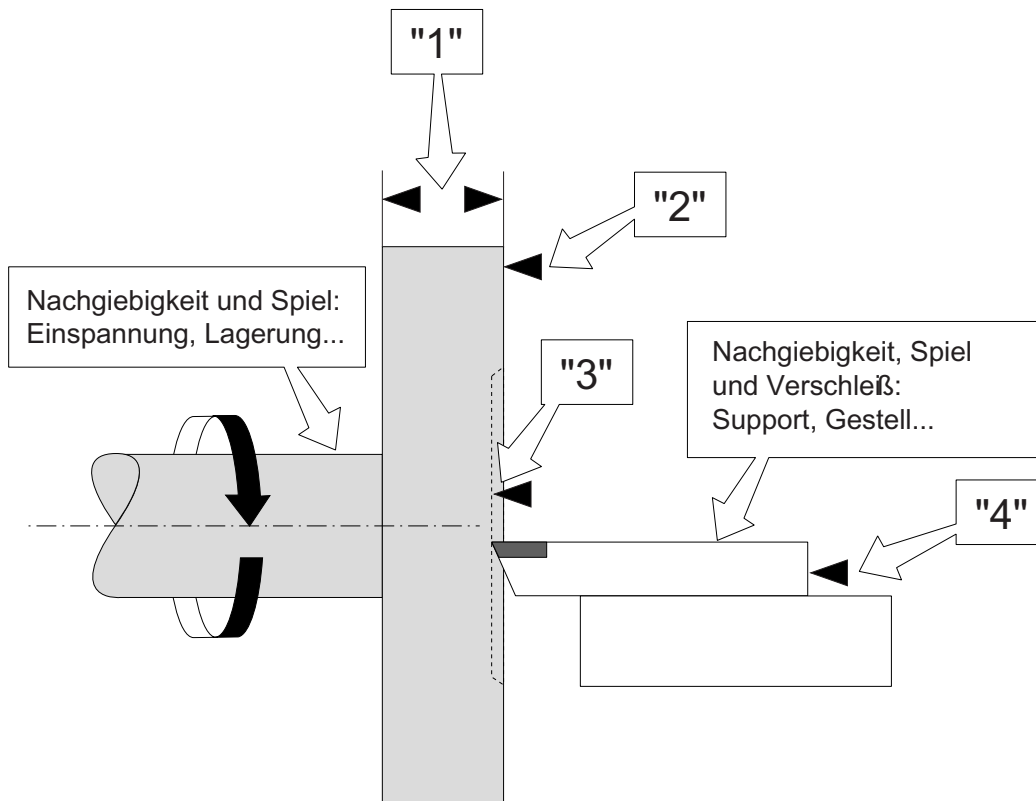 "1"
"2"
Nachgiebigkeit und Spiel:
Einspannung, Lagerung...
"3"
Nachgiebigkeit, Spiel
und Verschleiß:
Support, Gestell...
"4"